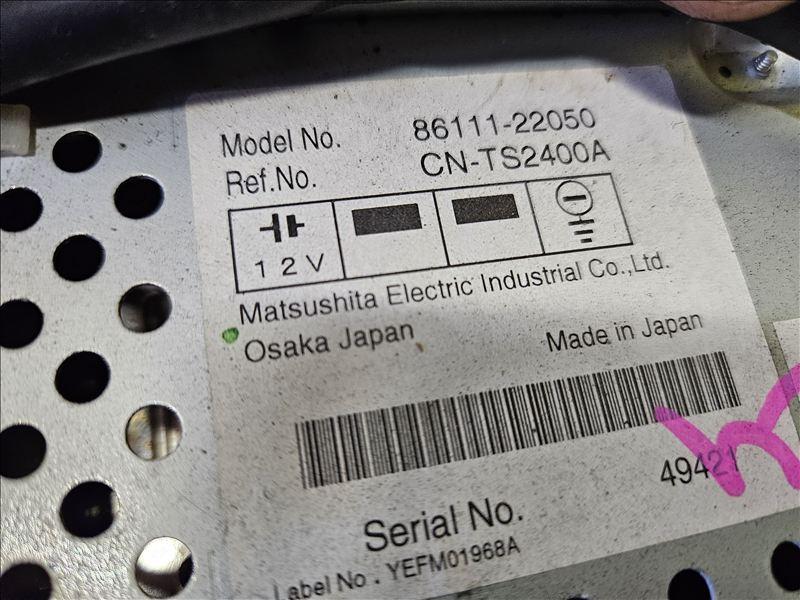 Model No. 86111-22050
Ref.No. CN-TS2400A
12V
Matsushita Electric Industrial Co.,Ltd.
Osaka Japan Made in Japan
49421
Serial No.
Label No. YEFM01968A